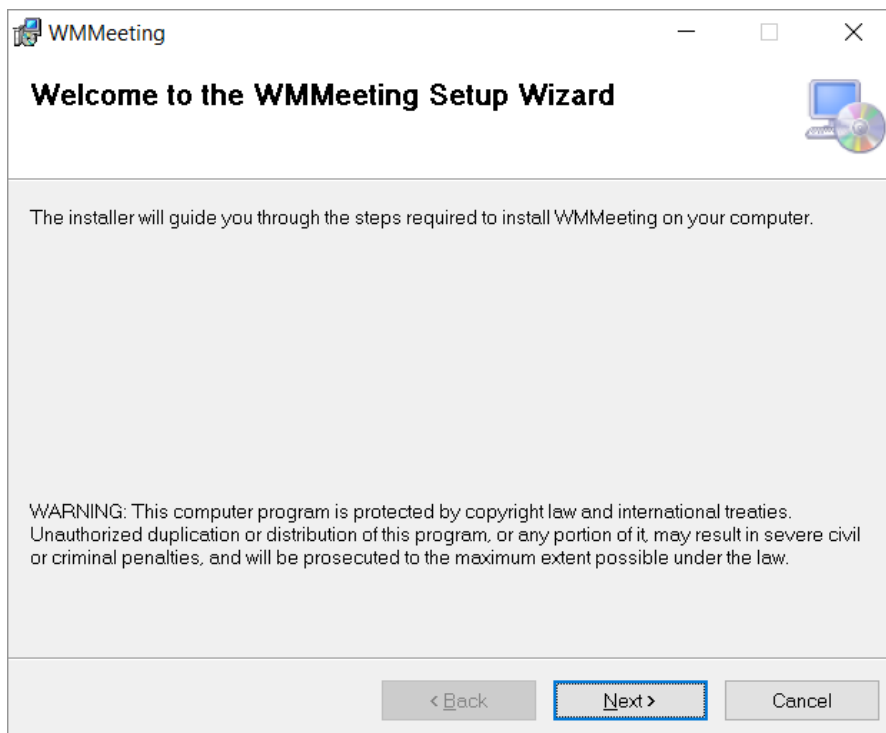 WMMeeting
Welcome to the WMMeeting Setup Wizard
The installer will guide you through the steps required to install WMMeeting on your computer.
WARNING: This computer program is protected by copyright law and international treaties.
Unauthorized duplication or distribution of this program, or any portion of it, may result in severe civil
or criminal penalties, and will be prosecuted to the maximum extent possible under the law.
< Back Next > Cancel